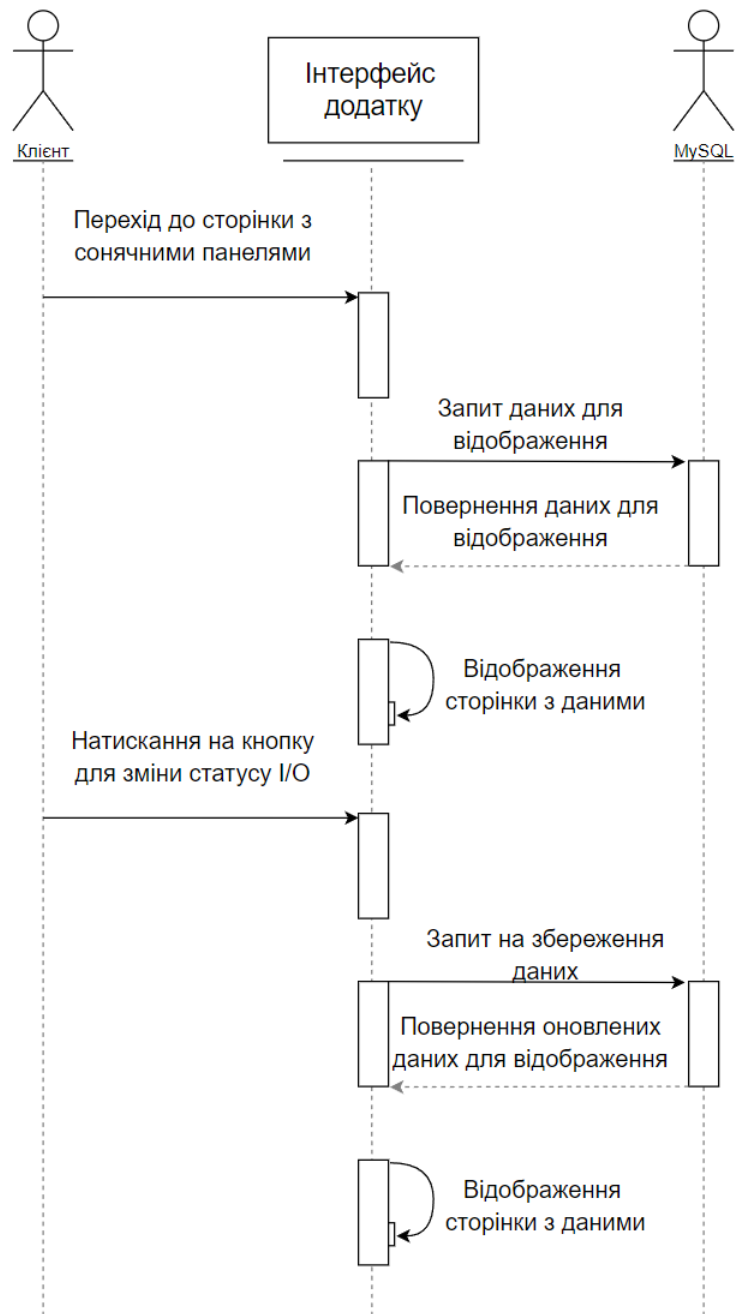 Інтерфейс
додатку
Клієнт
MySQL
Перехід до сторінки з
сонячними панелями
Запит даних для
відображення
Повернення даних для
відображення
Відображення
сторінки з даними
Натискання на кнопку
для зміни статусу I/O
Запит на збереження
даних
Повернення оновлених
даних для відображення
Відображення
сторінки з даними